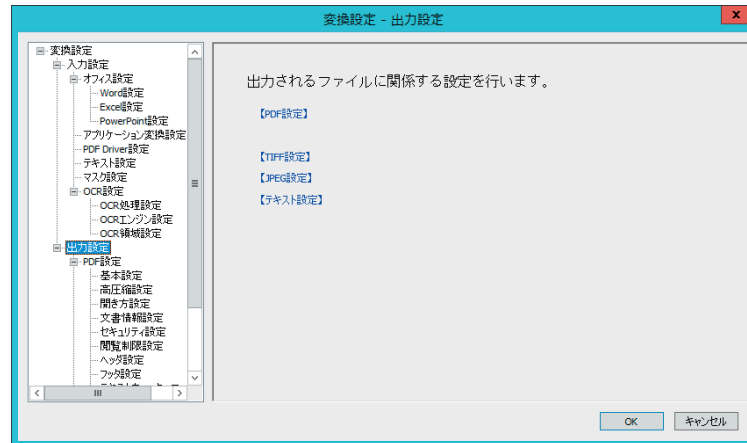 変換設定 - 出力設定
x
変換設定
入力設定
オフィス設定
Word設定
Excel設定
PowerPoint設定
アプリケーション変換設定
PDF Driver設定
テキスト設定
マスク設定
OCR設定
OCR処理設定
OCRエンジン設定
OCR領域設定
出力設定
PDF設定
基本設定
高圧縮設定
開き方設定
文書情報設定
セキュリティ設定
閲覧制限設定
ヘッダ設定
フッタ設定
出力されるファイルに関係する設定を行います。
【PDF設定】
【TIFF設定】
【JPEG設定】
【テキスト設定】
OK
キャンセル